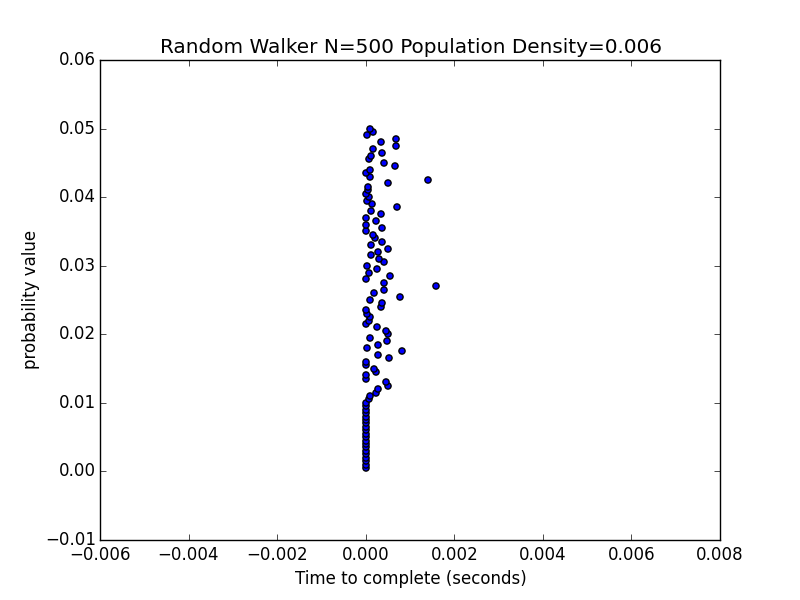 Random Walker N=500 Population Density=0.006
0.06
0.05
0.04
0.03
0.02
0.01
0.00
−0.01
probability value
−0.006 −0.004 −0.002 0.000 0.002 0.004 0.006 0.008
Time to complete (seconds)